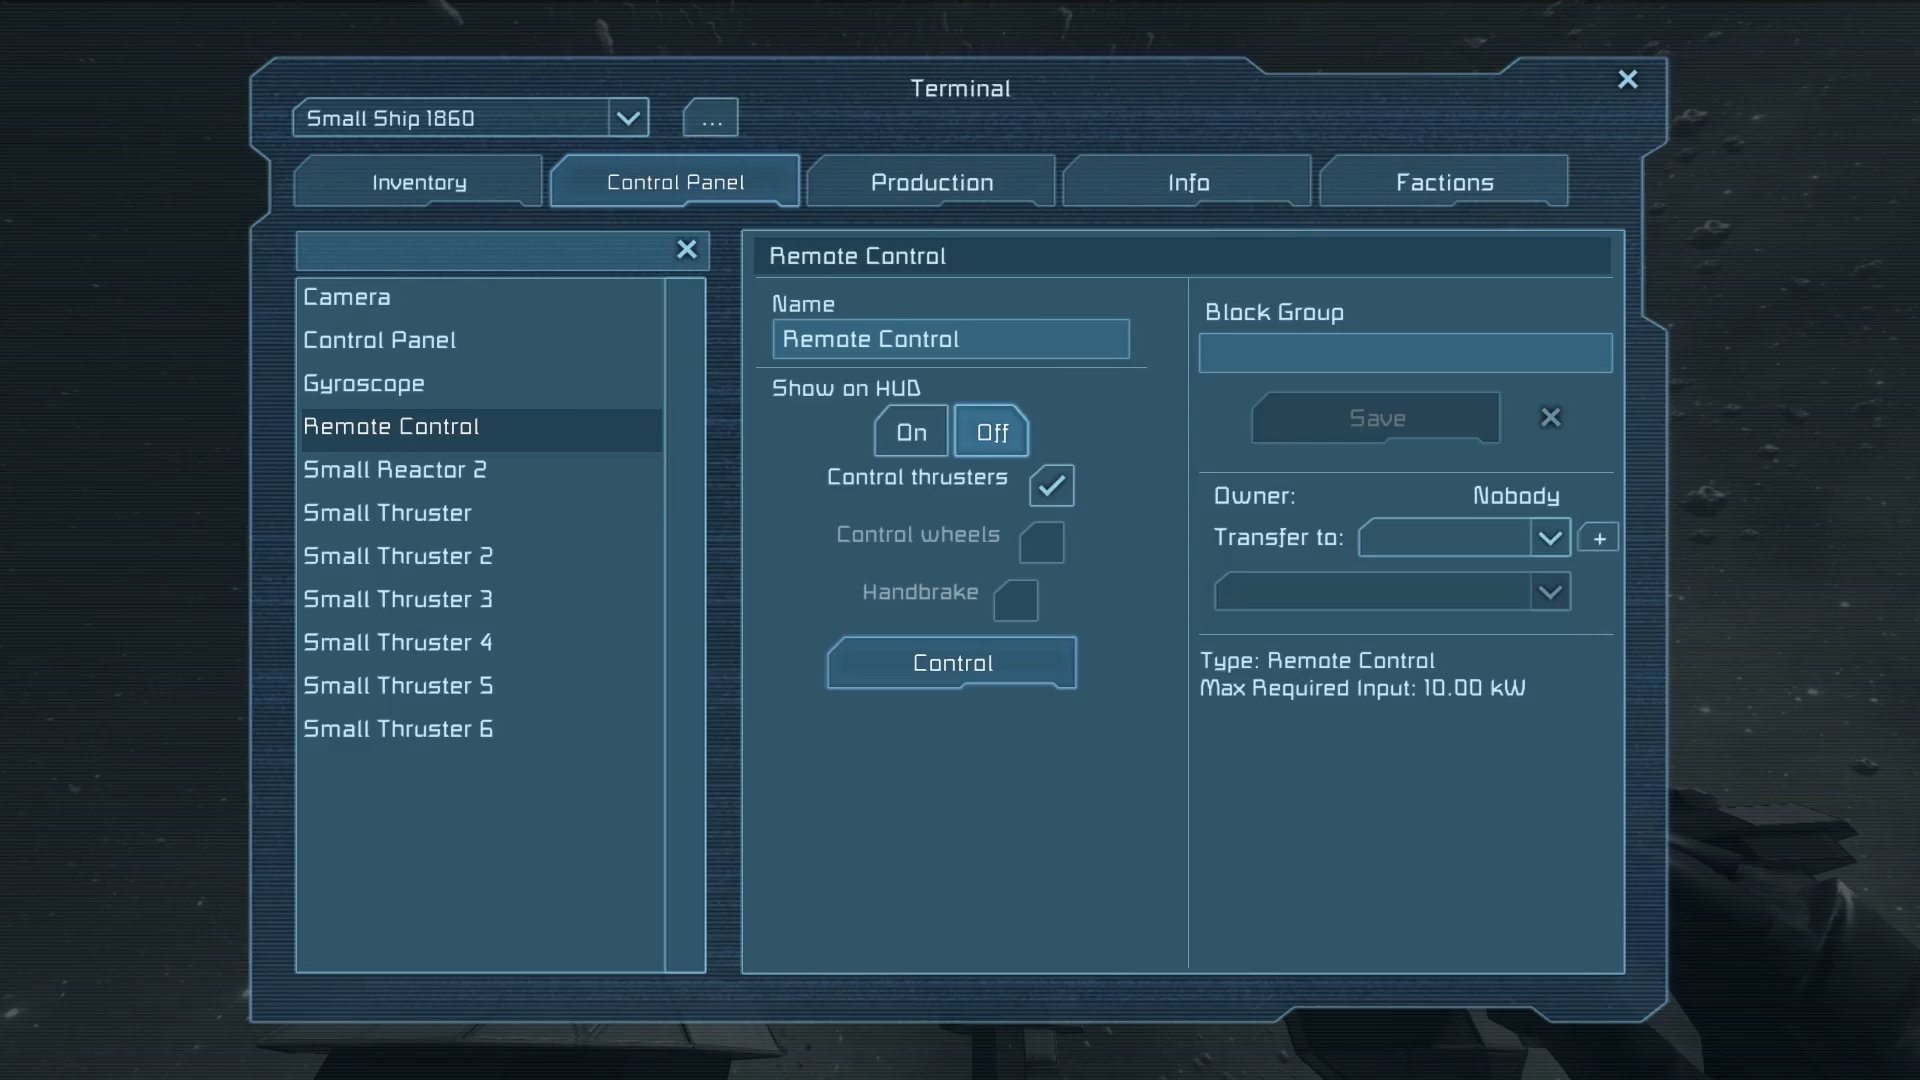 Terminal
Small Ship 1860
...
Inventory
Control Panel
Production
Info
Factions
Camera
Control Panel
Gyroscope
Remote Control
Small Reactor 2
Small Thruster
Small Thruster 2
Small Thruster 3
Small Thruster 4
Small Thruster 5
Small Thruster 6
Remote Control
Name
Remote Control
Show on HUD
On
Off
Control thrusters
Control wheels
Handbrake
Control
Block Group
Save
Owner: Nobody
Transfer to:
+
Type: Remote Control
Max Required Input: 10.00 kW